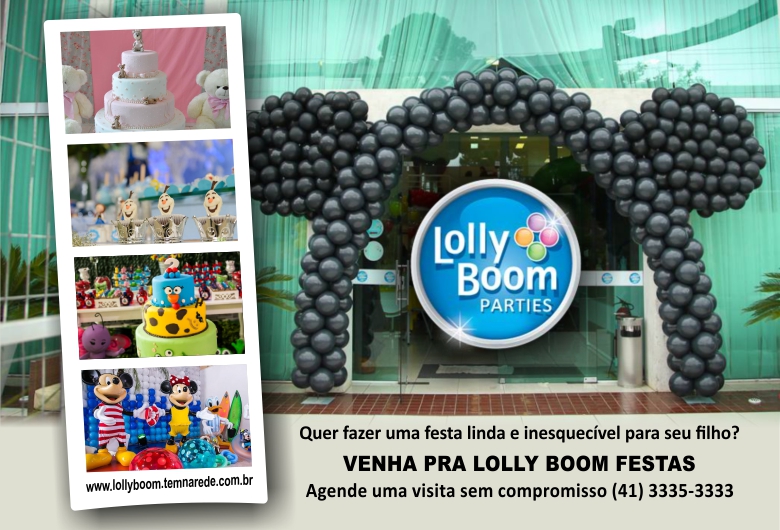 Lolly
Boom
PARTIES
www.lollyboom.temnarede.com.br
Quer fazer uma festa linda e inesquecível para seu filho?
VENHA PRA LOLLY BOOM FESTAS
Agende uma visita sem compromisso (41) 3335-3333